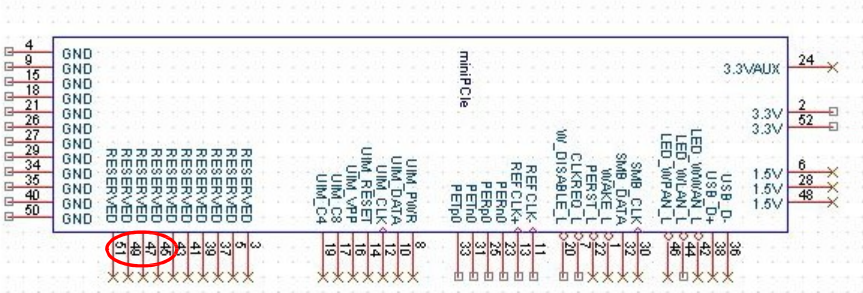 miniPCIe
4 GND
9 GND
15 GND
18 GND
21 GND
26 GND
27 GND
29 GND
34 GND
35 GND
40 GND
50 GND
3.3VAUX 24
3.3V 2
3.3V 52
1.5V 6
1.5V 28
1.5V 48
RESERVED 51
RESERVED 49
RESERVED 47
RESERVED 45
RESERVED 43
RESERVED 41
RESERVED 39
RESERVED 37
RESERVED 5
RESERVED 3
UIM_C4 19
UIM_C8 17
UIM_VPP 16
UIM_RESET 14
UIM_CLK 12
UIM_DATA 10
UIM_PWR 8
PETp0 33
PETn0 31
PERp0 25
PERn0 23
REFCLK+ 13
REFCLK- 11
W_DISABLE_L 20
CLKREQ_L 7
PERST_L 22
WAKE_L 1
SMB_DATA 32
SMB_CLK 30
LED_WPAN_L 46
LED_WLAN_L 44
LED_WWAN_L 42
USB_D+ 38
USB_D- 36